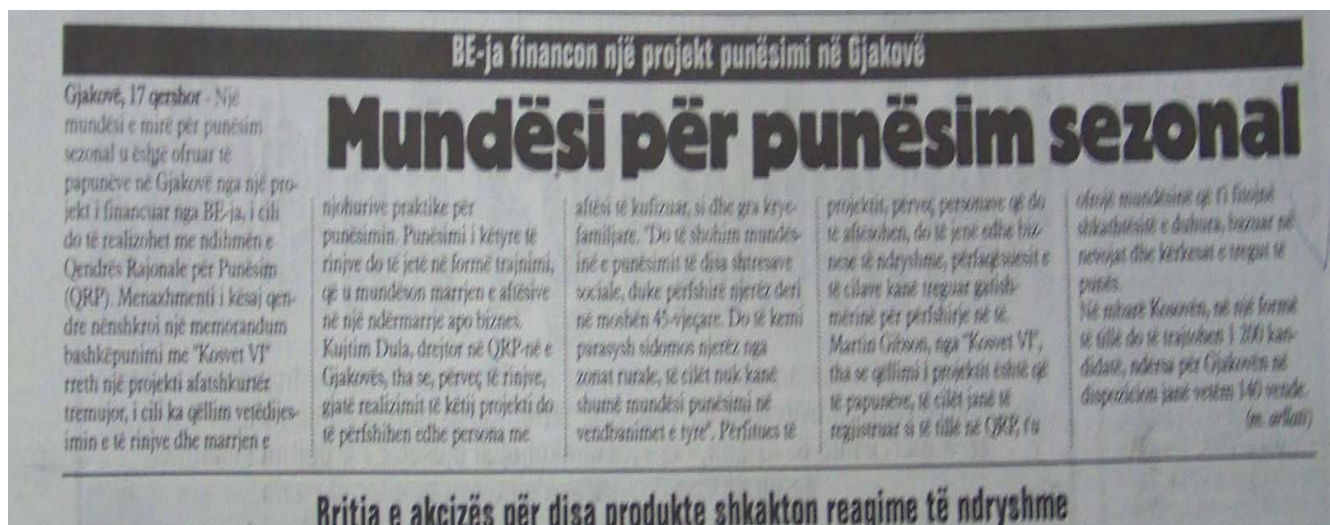 BE-ja financon një projekt punësimi në Gjakovë
Mundësi për punësim sezonal
Gjakovë, 17 qershor - Një
mundësi e mirë për punësim
sezonal u është ofruar të
papunëve në Gjakovë nga një pro-
jekt i financuar nga BE-ja, i cili
do të realizohet me ndihmën e
Qendrës Rajonale për Punësim
(QRP). Menaxhmenti i kësaj qen-
dre nënshkroi një memorandum
bashkëpunimi me "Kosvet VI"
rreth një projekti afatshkurtër
tremujor, i cili ka qëllim vetëdijes-
imin e të rinjve dhe marrjen e
njohurive praktike për
punësimin. Punësimi i këtyre të
rinjve do të jetë në formë trajnimi,
që u mundëson marrjen e aftësive
në një ndërmarrje apo biznes.
Kujtim Dula, drejtor në QRP-në e
Gjakovës, tha se, përveç të rinjve,
gjatë realizimit të këtij projekti do
të përfshihen edhe persona me
aftësi të kufizuar, si dhe gra krye-
familjare. "Do të shohim mundës-
inë e punësimit të disa shtresave
sociale, duke përfshirë njerëz deri
në moshën 45-vjeçare. Do të kemi
parasysh sidomos njerëz nga
zonat rurale, të cilët nuk kanë
shumë mundësi punësimi në
vendbanimet e tyre". Përfitues të
projektit, përveç personave që do
të aftësohen, do të jenë edhe biz-
nese të ndryshme, përfaqësuesit e
të cilave kanë treguar gatish-
mërinë për përfshirje në të.
Martin Gibson, nga "Kosvet VI",
tha se qëllimi i projektit është që
të papunëve, të cilët janë të
regjistruar si të tillë në QRP, t'u
ofrojë mundësinë që t'i fitojnë
shkathtësitë e duhura, bazuar në
nevojat dhe kërkesat e tregut të
punës.
Në mbarë Kosovën, në një formë
të tillë do të trajtohen 1 200 kan-
didatë, ndërsa për Gjakovën në
dispozicion janë vetëm 140 vende.
(m. arllati)
Rritja e akcizës për disa produkte shkakton reagime të ndryshme